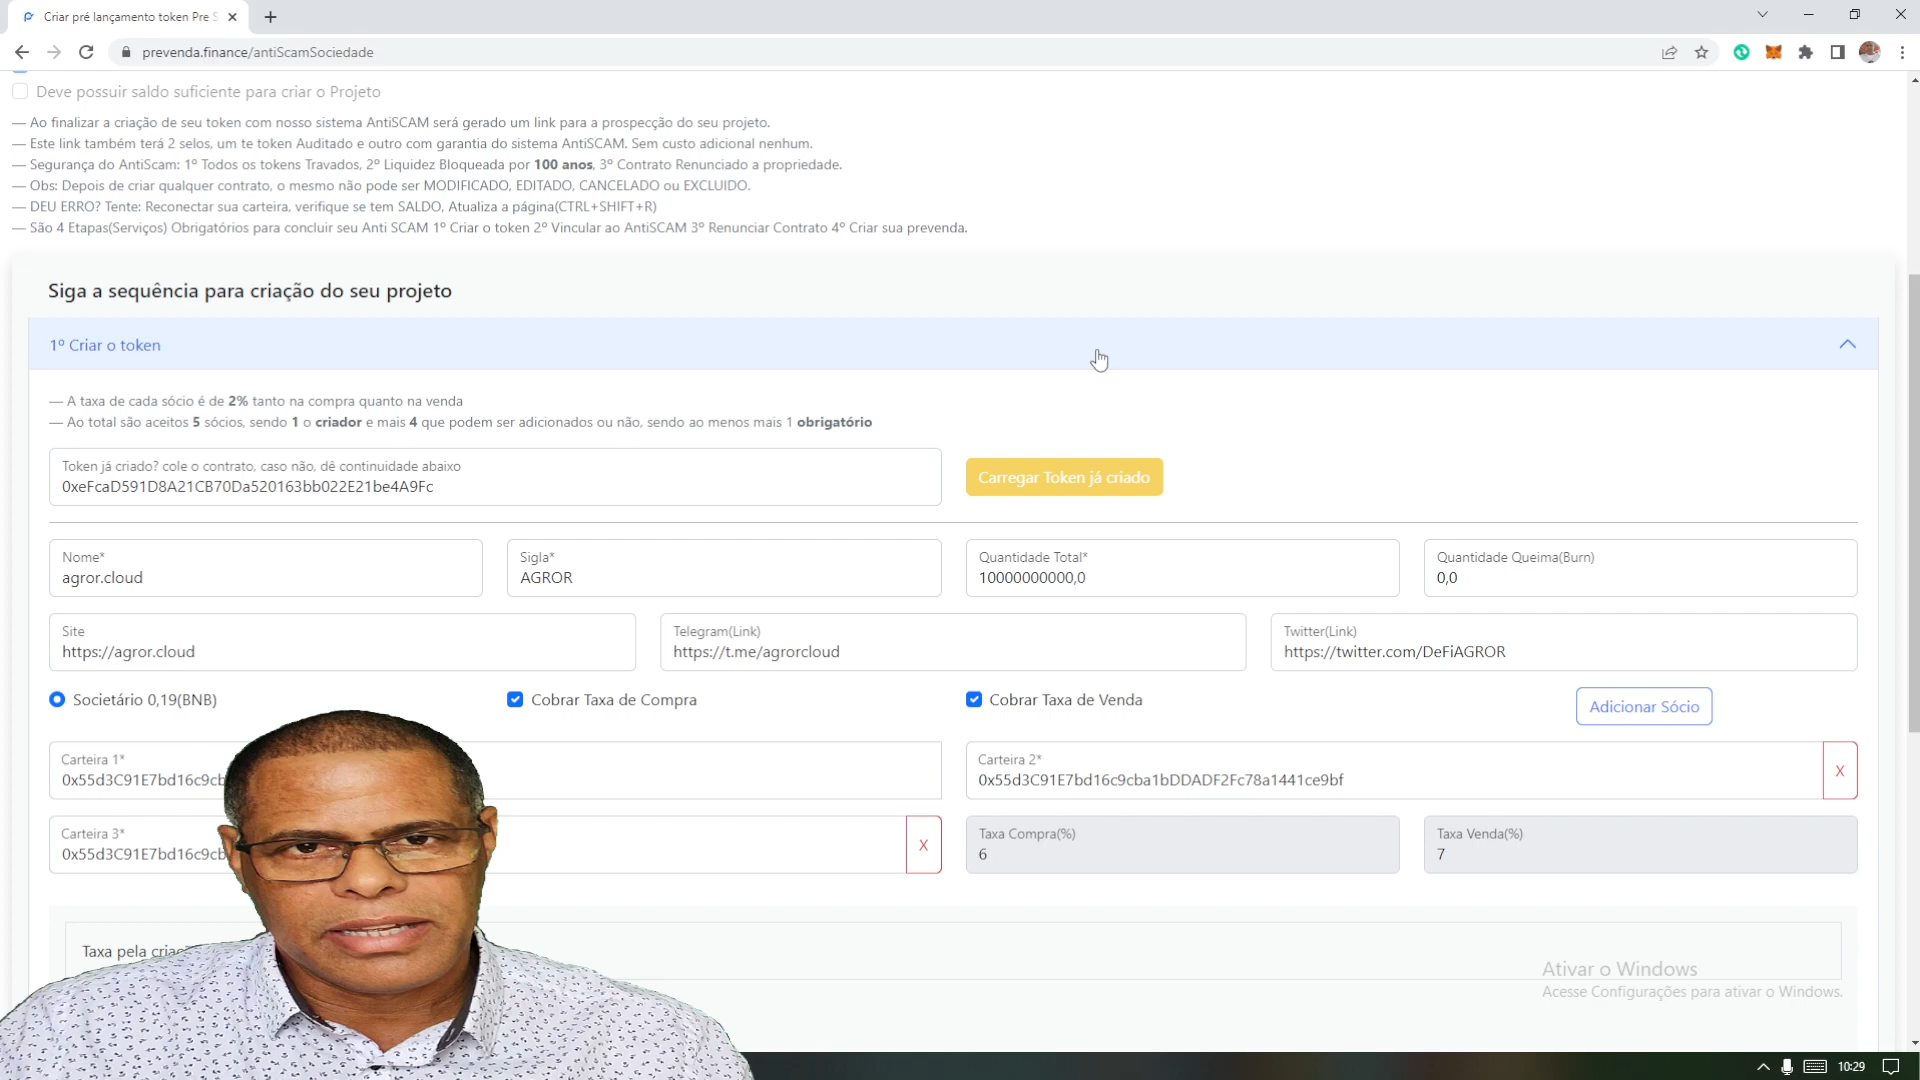 Criar pré lançamento token Pre S
prevenda.finance/antiScamSociedade
Deve possuir saldo suficiente para criar o Projeto
— Ao finalizar a criação de seu token com nosso sistema AntiSCAM será gerado um link para a prospecção do seu projeto.
— Este link também terá 2 selos, um te token Auditado e outro com garantia do sistema AntiSCAM. Sem custo adicional nenhum.
— Segurança do AntiScam: 1º Todos os tokens Travados, 2º Liquidez Bloqueada por 100 anos, 3º Contrato Renunciado a propriedade.
— Obs: Depois de criar qualquer contrato, o mesmo não pode ser MODIFICADO, EDITADO, CANCELADO ou EXCLUIDO.
— DEU ERRO? Tente: Reconectar sua carteira, verifique se tem SALDO, Atualiza a página(CTRL+SHIFT+R)
— São 4 Etapas(Serviços) Obrigatórios para concluir seu Anti SCAM 1º Criar o token 2º Vincular ao AntiSCAM 3º Renunciar Contrato 4º Criar sua prevenda.
Siga a sequência para criação do seu projeto
1º Criar o token
— A taxa de cada sócio é de 2% tanto na compra quanto na venda
— Ao total são aceitos 5 sócios, sendo 1 o criador e mais 4 que podem ser adicionados ou não, sendo ao menos mais 1 obrigatório
Token já criado? cole o contrato, caso não, dê continuidade abaixo
0xeFcaD591D8A21CB70Da520163bb022E21be4A9Fc
Carregar Token já criado
Nome*
agror.cloud
Sigla*
AGROR
Quantidade Total*
10000000000,0
Quantidade Queima(Burn)
0,0
Site
https://agror.cloud
Telegram(Link)
https://t.me/agrorcloud
Twitter(Link)
https://twitter.com/DeFiAGROR
Societário 0,19(BNB)
Cobrar Taxa de Compra
Cobrar Taxa de Venda
Adicionar Sócio
Carteira 1*
0x55d3C91E7bd16c9cb
Carteira 2*
0x55d3C91E7bd16c9cba1bDDADF2Fc78a1441ce9bf
X
Carteira 3*
0x55d3C91E7bd16c9cb
X
Taxa Compra(%)
6
Taxa Venda(%)
7
Taxa pela
Ativar o Windows
Acesse Configurações para ativar o Windows.
10:29